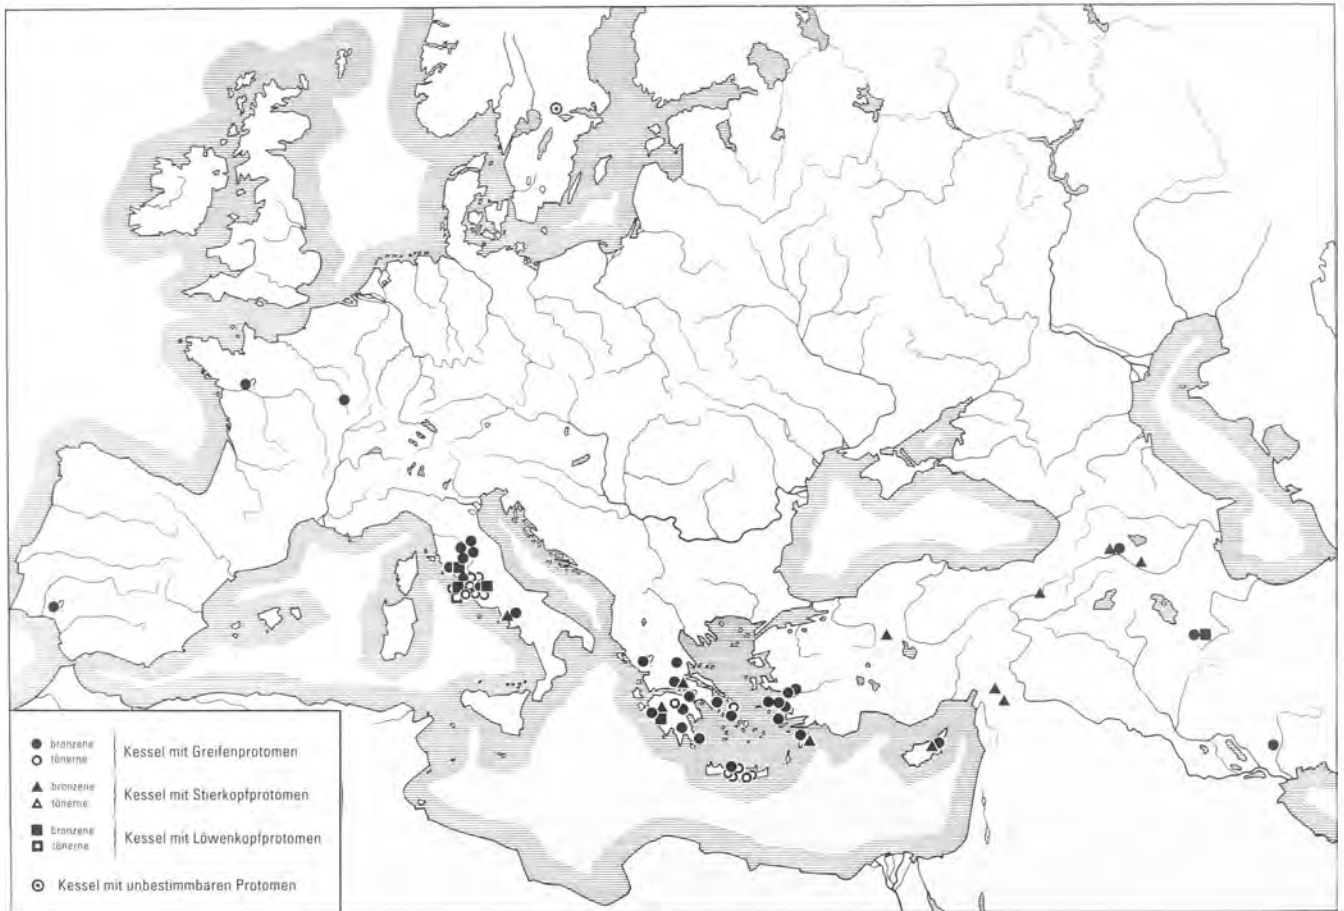 ?
?
?
bronzene
tönerne
Kessel mit Greifenprotomen
bronzene
tönerne
Kessel mit Stierkopfprotomen
bronzene
tönerne
Kessel mit Löwenkopfprotomen
Kessel mit unbestimmbaren Protomen